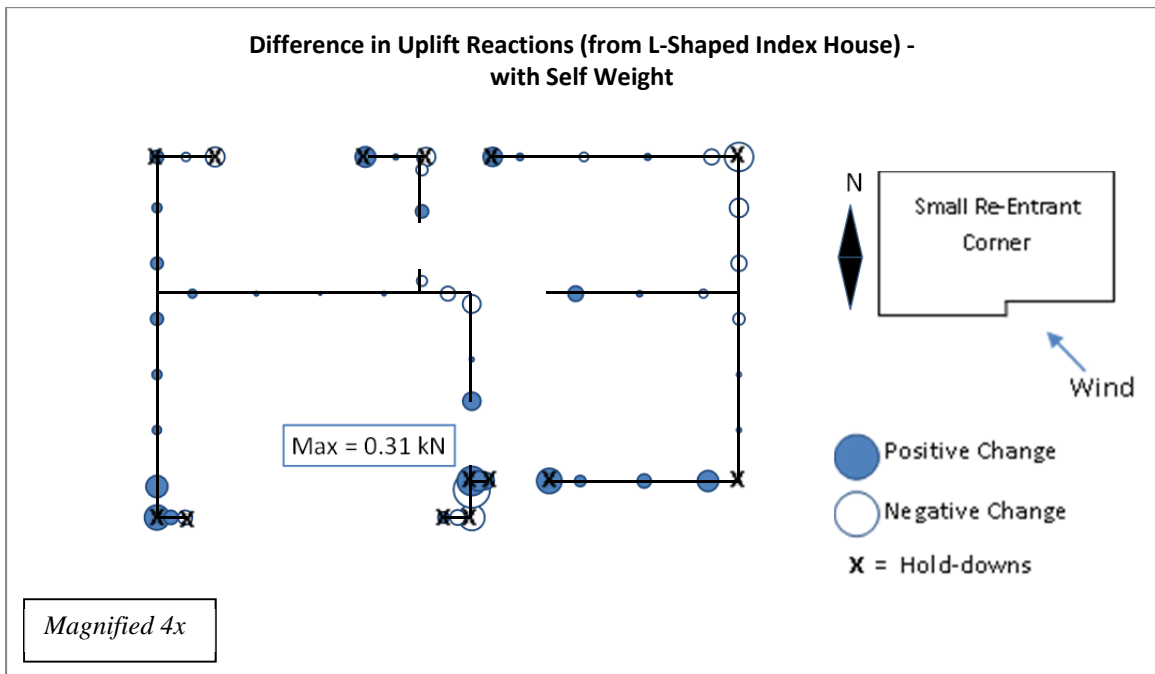 Difference in Uplift Reactions (from L-Shaped Index House) -
with Self Weight
X X X X X X
N
Small Re-Entrant
Corner
Wind
Max = 0.31 kN
Positive Change
X X X X
Negative Change
X X X X
X = Hold-downs
Magnified 4x